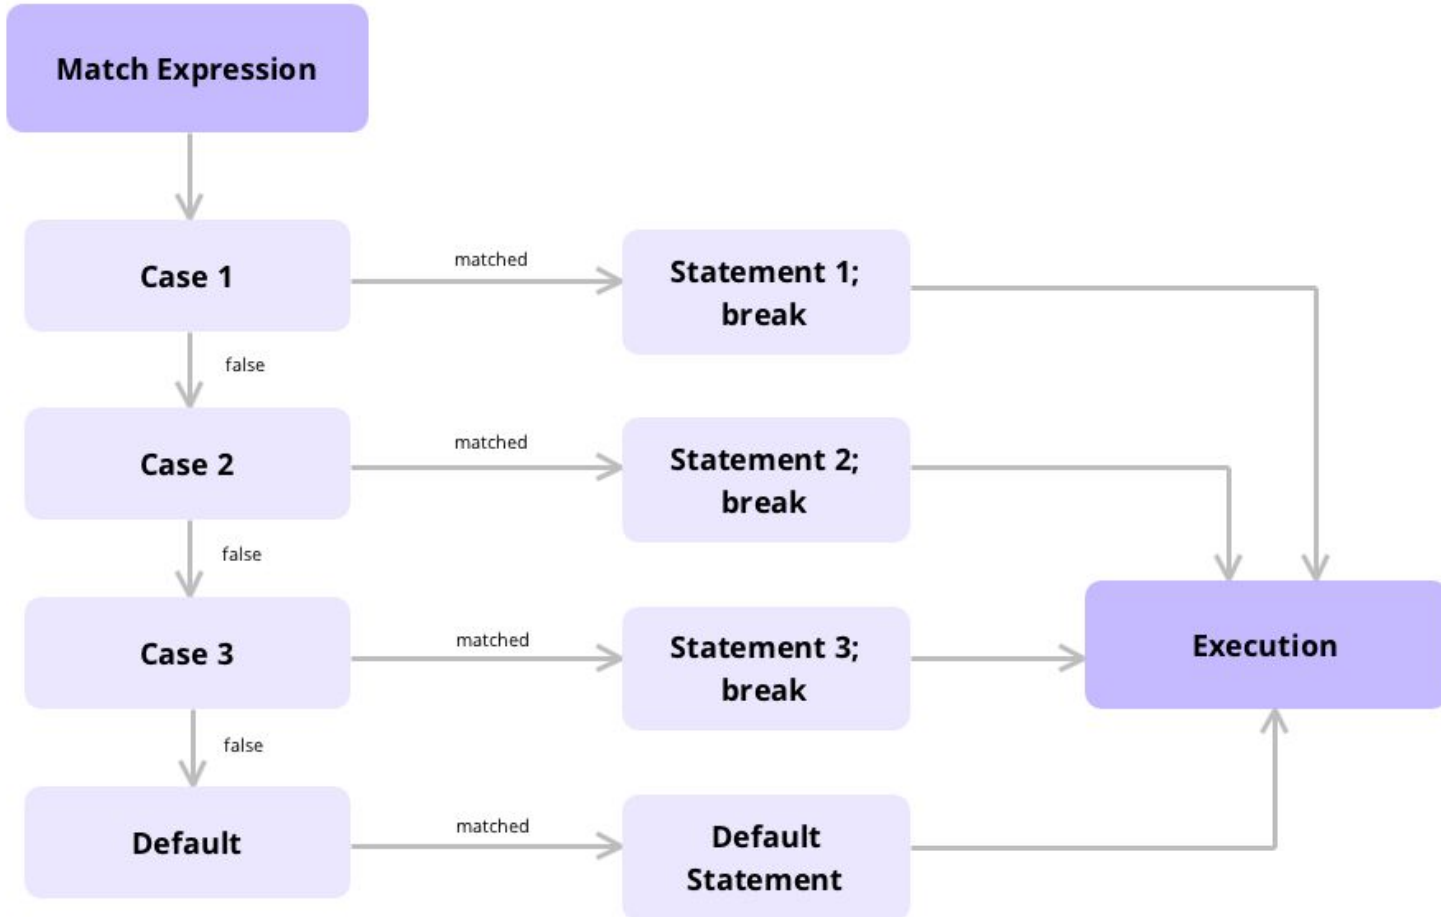 Match Expression
Case 1
matched
Statement 1;
break
false
Case 2
matched
Statement 2;
break
false
Case 3
matched
Statement 3;
break
Execution
false
Default
matched
Default
Statement